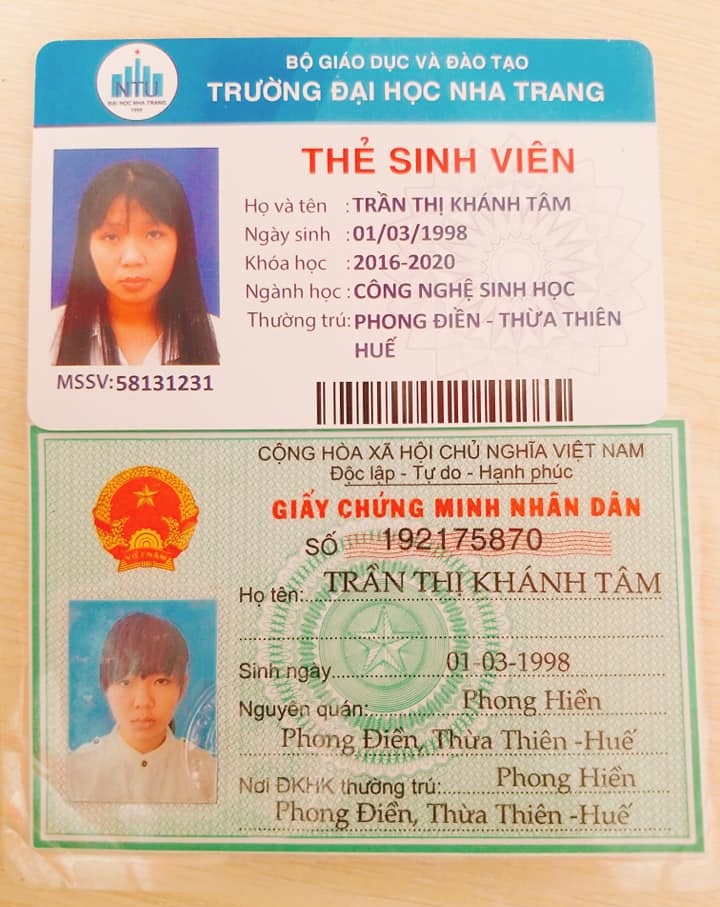 NTU
ĐẠI HỌC NHA TRANG
1959
BỘ GIÁO DỤC VÀ ĐÀO TẠO
TRƯỜNG ĐẠI HỌC NHA TRANG
THẺ SINH VIÊN
Họ và tên : TRẦN THỊ KHÁNH TÂM
Ngày sinh : 01/03/1998
Khóa học : 2016-2020
Ngành học : CÔNG NGHỆ SINH HỌC
Thường trú: PHONG ĐIỀN - THỪA THIÊN
HUẾ
MSSV:58131231
CỘNG HÒA XÃ HỘI CHỦ NGHĨA VIỆT NAM
Độc lập - Tự do - Hạnh phúc
GIẤY CHỨNG MINH NHÂN DÂN
SỐ 192175870
VIỆT NAM
Họ tên:....TRẦN THỊ KHÁNH TÂM
Sinh ngày....01-03-1998
Nguyên quán:....Phong Hiền
Phong Điền, Thừa Thiên -Huế
Nơi ĐKHK thường trú:....Phong Hiền
Phong Điền, Thừa Thiên -Huế